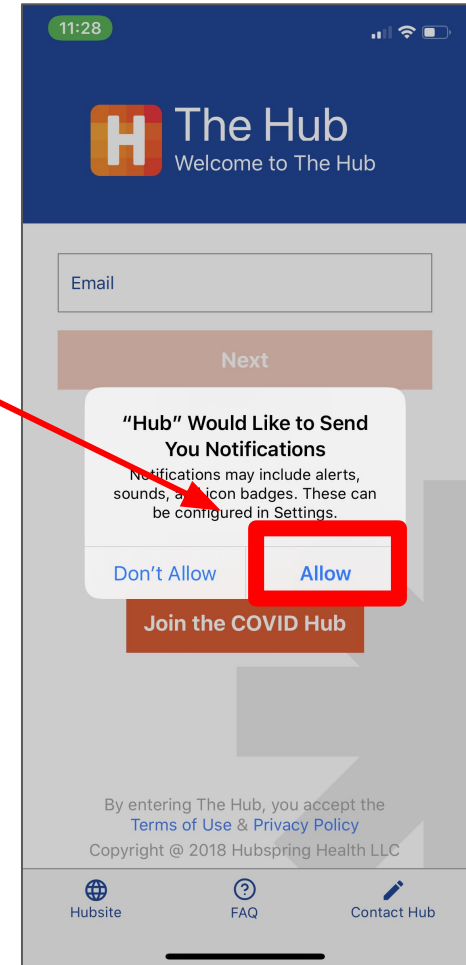 11:28
H
The Hub
Welcome to The Hub
Email
Next
“Hub” Would Like to Send
You Notifications
Notifications may include alerts,
sounds, and icon badges. These can
be configured in Settings.
Don’t Allow
Allow
Join the COVID Hub
By entering The Hub, you accept the
Terms of Use & Privacy Policy
Copyright @ 2018 Hubspring Health LLC
Hubsite
FAQ
Contact Hub